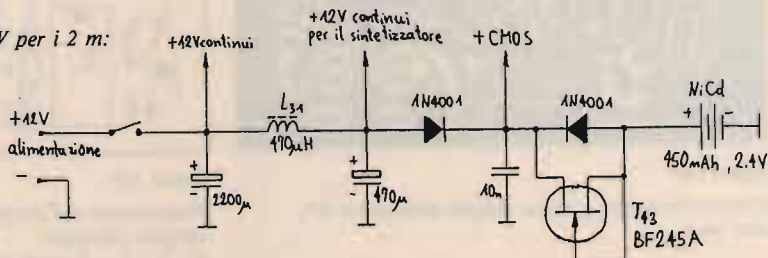 V per i 2 m:
+12V continui
+12V continui
per il sintetizzatore
+ CMOS
+12V
alimentazione
-
L31
470µH
1N4001
1N4001
NiCd
+ -
450mAh, 2.4V
+
-
2200µ
+
-
470µ
10n
T43
BF245A